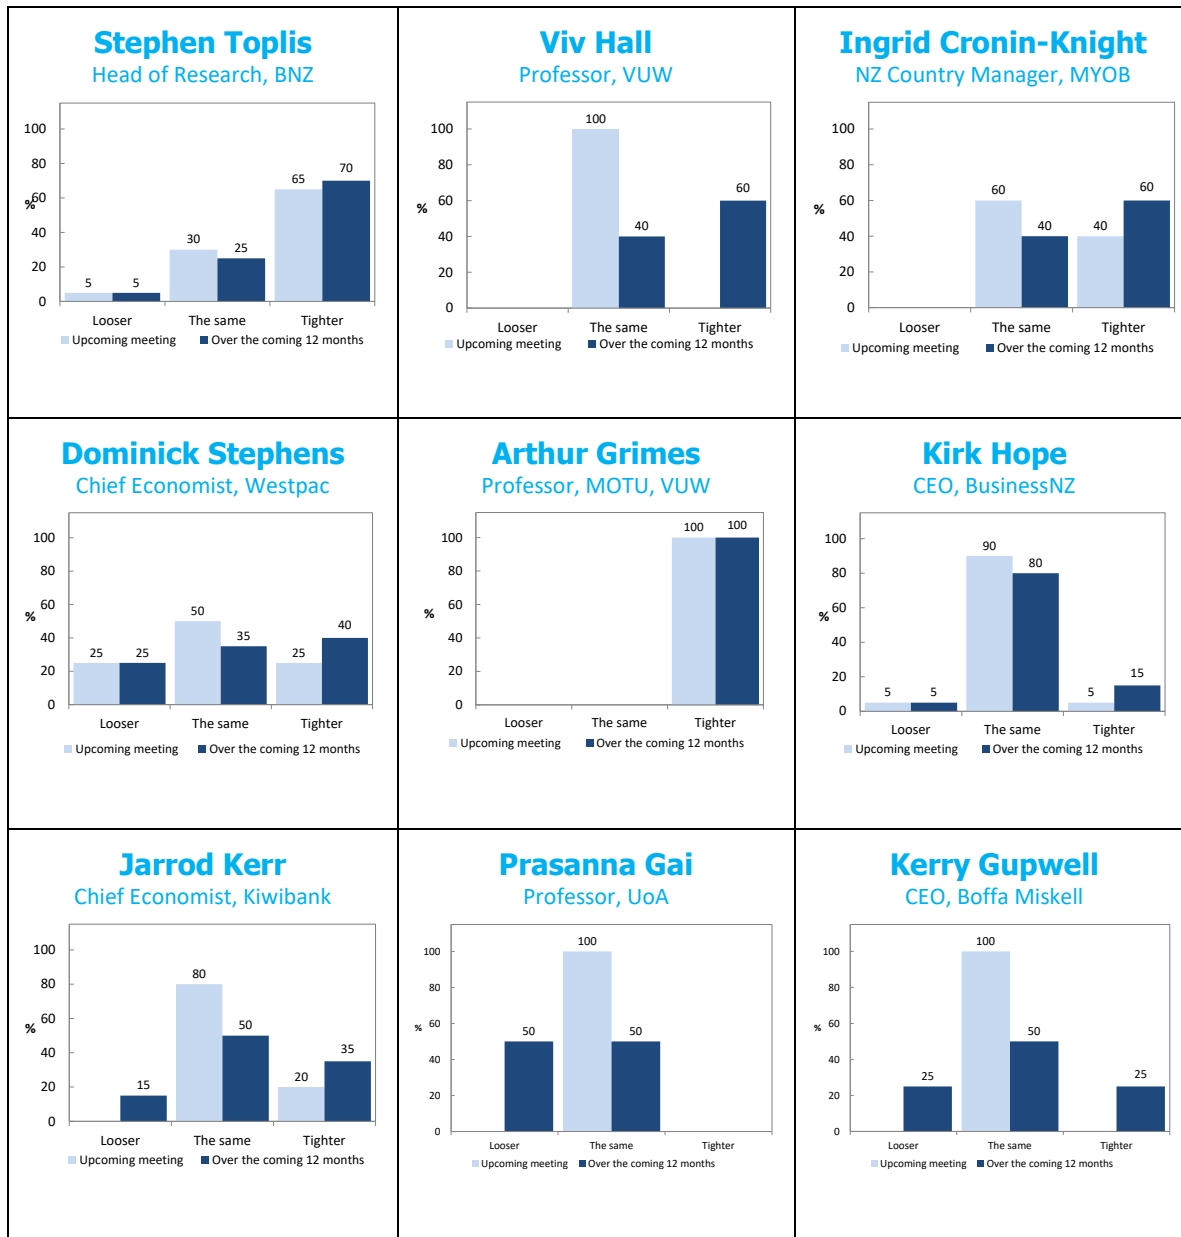 Stephen Toplis
Head of Research, BNZ
100
80
60
40
20
0
%
5
5
30
25
65
70
Looser
The same
Tighter
Upcoming meeting
Over the coming 12 months
Viv Hall
Professor, VUW
100
80
60
40
20
0
%
100
40
60
Looser
The same
Tighter
Upcoming meeting
Over the coming 12 months
Ingrid Cronin-Knight
NZ Country Manager, MYOB
100
80
60
40
20
0
%
60
40
40
60
Looser
The same
Tighter
Upcoming meeting
Over the coming 12 months
Dominick Stephens
Chief Economist, Westpac
100
80
60
40
20
0
%
25
25
50
35
25
40
Looser
The same
Tighter
Upcoming meeting
Over the coming 12 months
Arthur Grimes
Professor, MOTU, VUW
100
80
60
40
20
0
%
100
100
Looser
The same
Tighter
Upcoming meeting
Over the coming 12 months
Kirk Hope
CEO, BusinessNZ
100
80
60
40
20
0
%
5
5
90
80
5
15
Looser
The same
Tighter
Upcoming meeting
Over the coming 12 months
Jarrod Kerr
Chief Economist, Kiwibank
100
80
60
40
20
0
%
15
80
50
20
35
Looser
The same
Tighter
Upcoming meeting
Over the coming 12 months
Prasanna Gai
Professor, UoA
100
80
60
40
20
0
%
50
100
50
Looser
The same
Tighter
Upcoming meeting
Over the coming 12 months
Kerry Gupwell
CEO, Boffa Miskell
100
80
60
40
20
0
%
25
100
50
25
Looser
The same
Tighter
Upcoming meeting
Over the coming 12 months